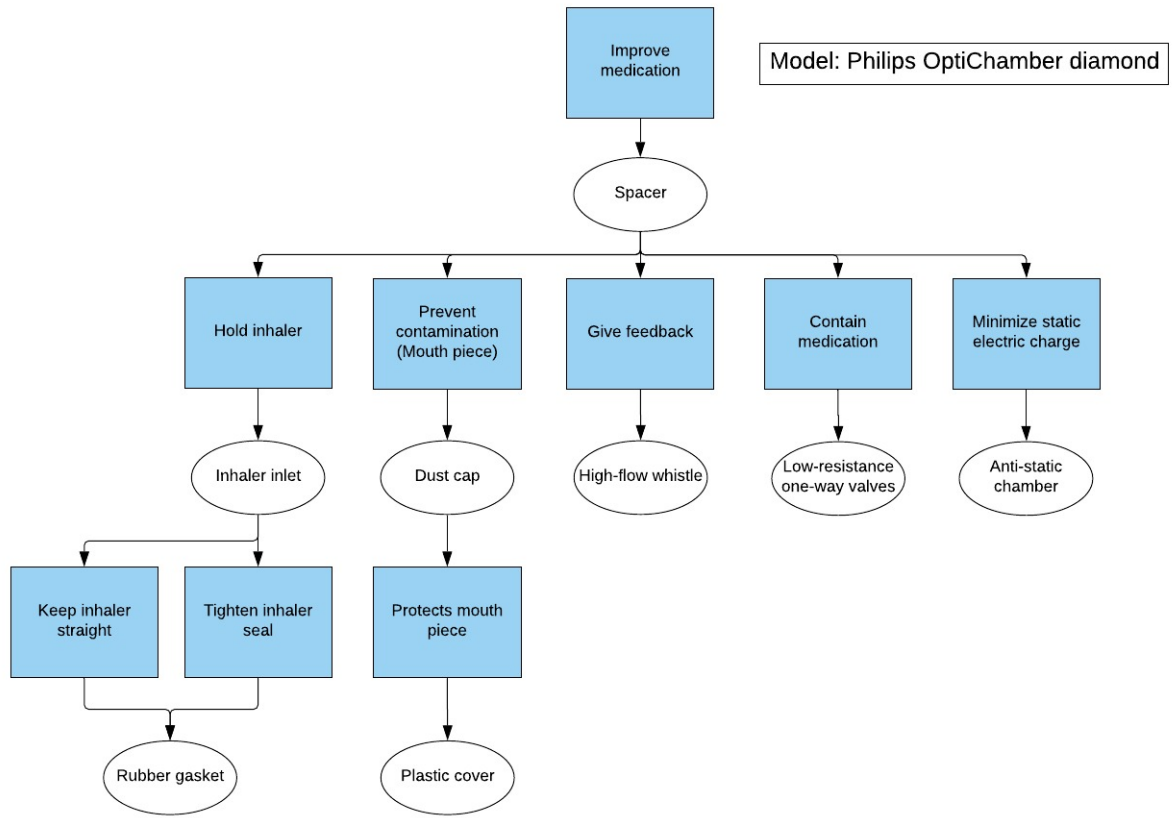 Improve
medication
Model: Philips OptiChamber diamond
Spacer
Hold inhaler
Prevent
contamination
(Mouth piece)
Give feedback
Contain
medication
Minimize static
electric charge
Inhaler inlet
Dust cap
High-flow whistle
Low-resistance
one-way valves
Anti-static
chamber
Keep inhaler
straight
Tighten inhaler
seal
Protects mouth
piece
Rubber gasket
Plastic cover